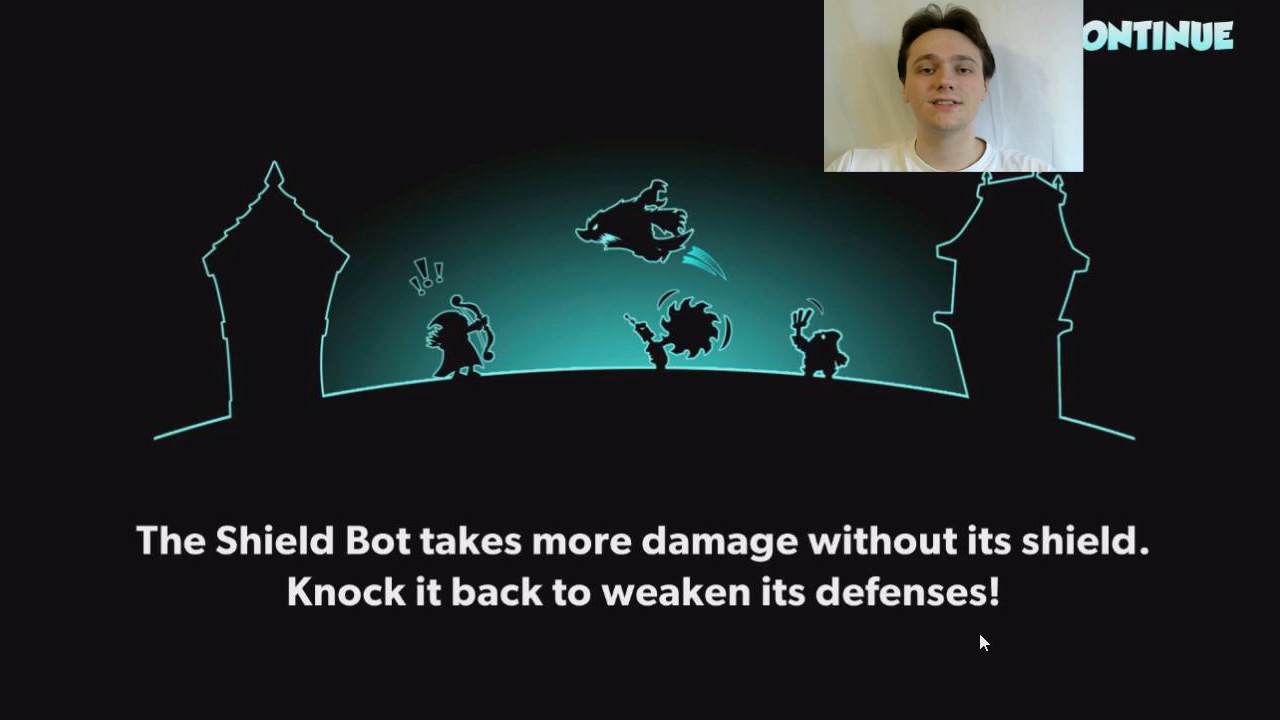 ONTINUE
!!!
The Shield Bot takes more damage without its shield.
Knock it back to weaken its defenses!